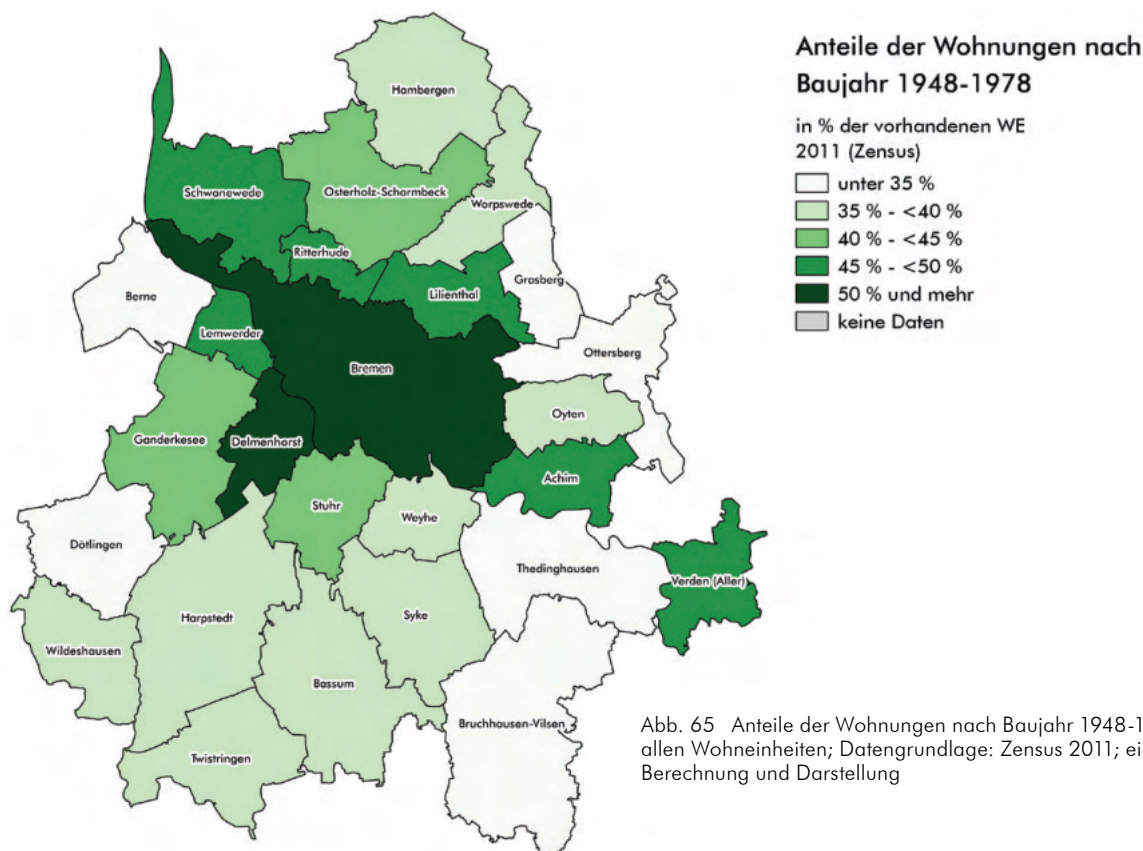 Anteile der Wohnungen nach
Baujahr 1948-1978
in % der vorhandenen WE
2011 (Zensus)
unter 35 %
35 % - <40 %
40 % - <45 %
45 % - <50 %
50 % und mehr
keine Daten
Hambergen
Schwanewede
Osterholz-Scharmbeck
Worpswede
Ritterhude
Grasberg
Berne
Lilienthal
Lemwerder
Ottersberg
Bremen
Oyten
Ganderkesee
Delmenhorst
Achim
Stuhr
Weyhe
Dötlingen
Thedinghausen
Verden (Aller)
Harpstedt
Syke
Wildeshausen
Bassum
Bruchhausen-Vilsen
Twistringen
Abb. 65 Anteile der Wohnungen nach Baujahr 1948-1
allen Wohneinheiten; Datengrundlage: Zensus 2011; ei
Berechnung und Darstellung